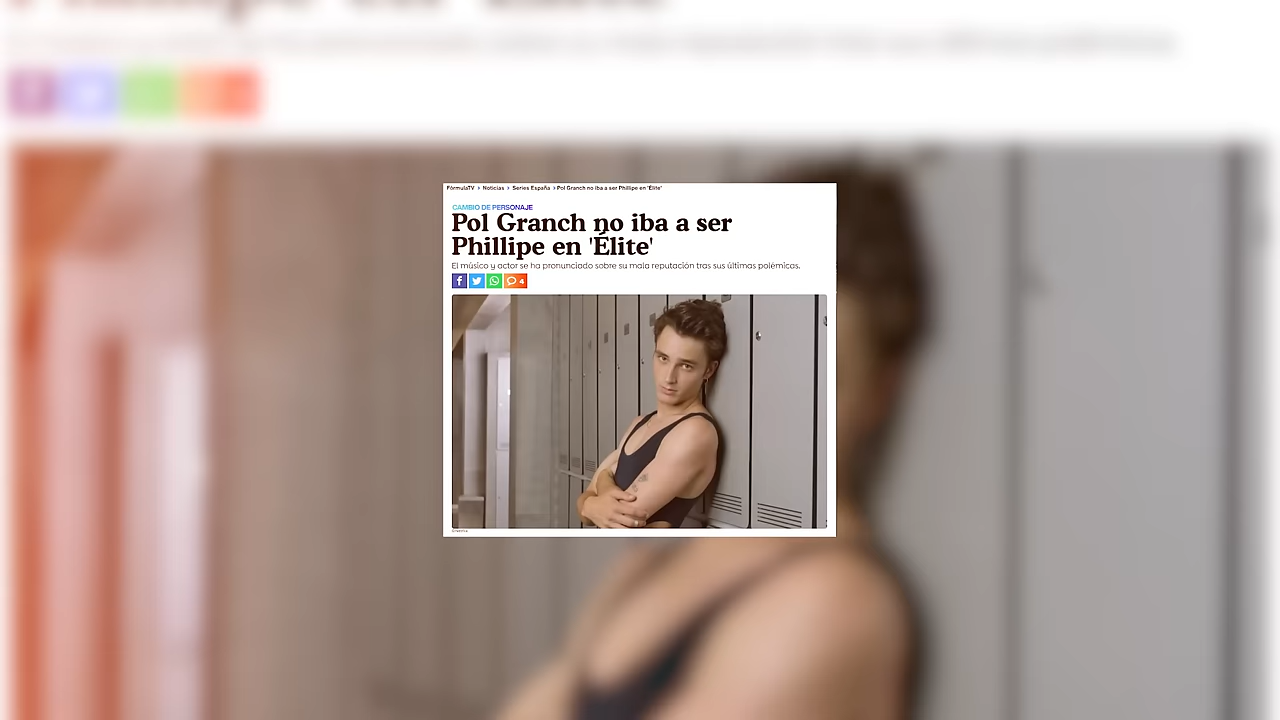 FórmulaTV > Noticias > Series España > Pol Granch no iba a ser Phillipe en 'Élite'
CAMBIO DE PERSONAJE
Pol Granch no iba a ser
Phillipe en 'Élite'
El músico y actor se ha pronunciado sobre su mala reputación tras sus últimas polémicas.
4